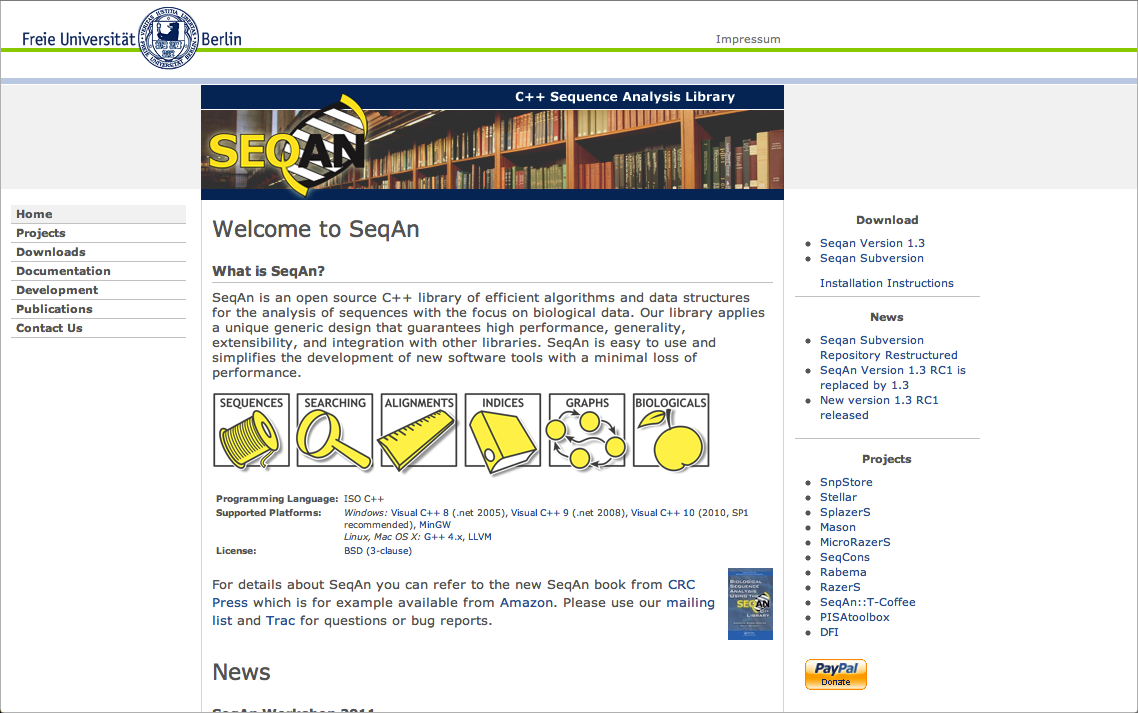 Freie Universität Berlin
Impressum
C++ Sequence Analysis Library
SEQAN
Home
Projects
Downloads
Documentation
Development
Publications
Contact Us
Welcome to SeqAn
What is SeqAn?
SeqAn is an open source C++ library of efficient algorithms and data structures
for the analysis of sequences with the focus on biological data. Our library applies
a unique generic design that guarantees high performance, generality,
extensibility, and integration with other libraries. SeqAn is easy to use and
simplifies the development of new software tools with a minimal loss of
performance.
SEQUENCES SEARCHING ALIGNMENTS INDICES GRAPHS BIOLOGICALS
Programming Language: ISO C++
Supported Platforms: Windows: Visual C++ 8 (.net 2005), Visual C++ 9 (.net 2008), Visual C++ 10 (2010, SP1
recommended), MinGW
Linux, Mac OS X: G++ 4.x, LLVM
License: BSD (3-clause)
For details about SeqAn you can refer to the new SeqAn book from CRC
Press which is for example available from Amazon. Please use our mailing
list and Trac for questions or bug reports.
BIOLOGICAL
SEQUENCE
ANALYSIS
USING THE
SEQAN
C++
LIBRARY
News
SeqAn Workshop 2011
Download
Seqan Version 1.3
Seqan Subversion
Installation Instructions
News
Seqan Subversion
Repository Restructured
SeqAn Version 1.3 RC1 is
replaced by 1.3
New version 1.3 RC1
released
Projects
SnpStore
Stellar
SplazerS
Mason
MicroRazerS
SeqCons
Rabema
RazerS
SeqAn::T-Coffee
PISAtoolbox
DFI
PayPal
Donate